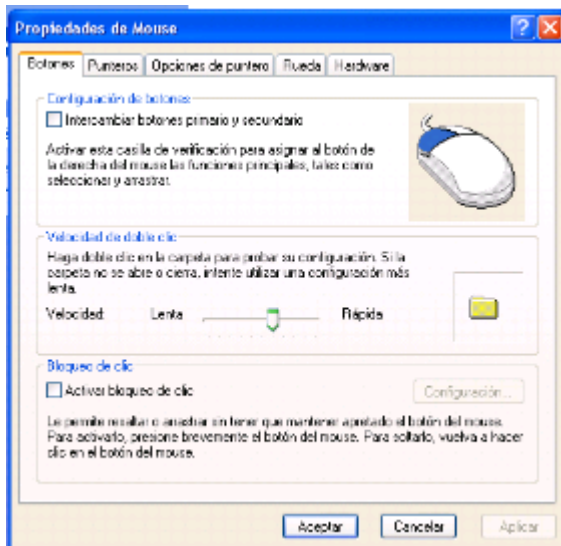 Propiedades de Mouse
Botones Punteros Opciones de puntero Rueda Hardware
Configuración de botones
Intercambiar botones primario y secundario
Activar esta casilla de verificación para asignar al botón de
la derecha del mouse las funciones principales, tales como
seleccionar y arrastrar.
Velocidad de doble clic
Haga doble clic en la carpeta para probar su configuración. Si la
carpeta no se abre o cierra, intente utilizar una configuración más
lenta.
Velocidad: Lenta Rápida
Bloqueo de clic
Activar bloqueo de clic
Configuración...
Le permite resaltar o arrastrar sin tener que mantener apretado el botón del mouse.
Para activarlo, presione brevemente el botón del mouse. Para soltarlo, vuelva a hacer
clic en el botón del mouse.
Aceptar Cancelar Aplicar